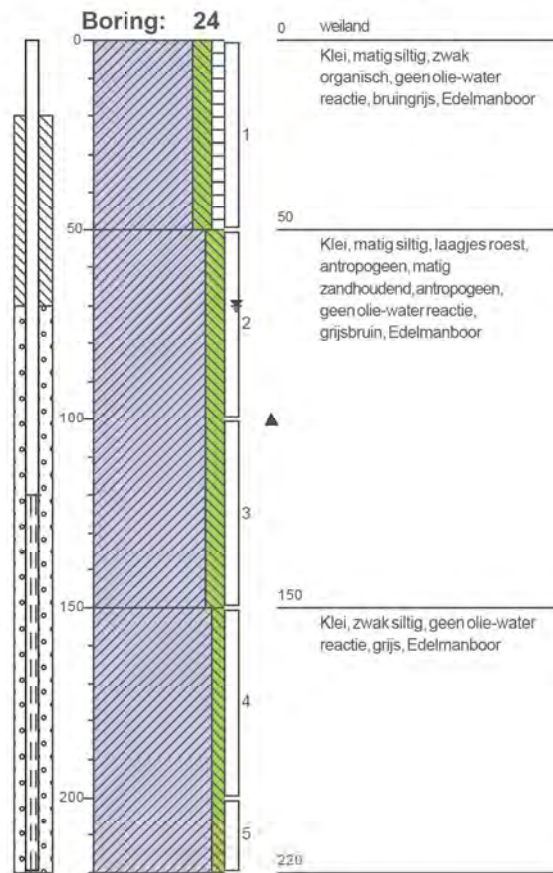 Boring: 24
0
0 weiland
Klei, matig siltig, zwak
organisch, geen olie-water
reactie, bruingrijs, Edelmanboor
1
50
50
Klei, matig siltig, laagjes roest,
antropogeen, matig
zandhoudend, antropogeen,
geen olie-water reactie,
grijsbruin, Edelmanboor
2
100
3
150
150
Klei, zwak siltig, geen olie-water
reactie, grijs, Edelmanboor
4
200
5
220